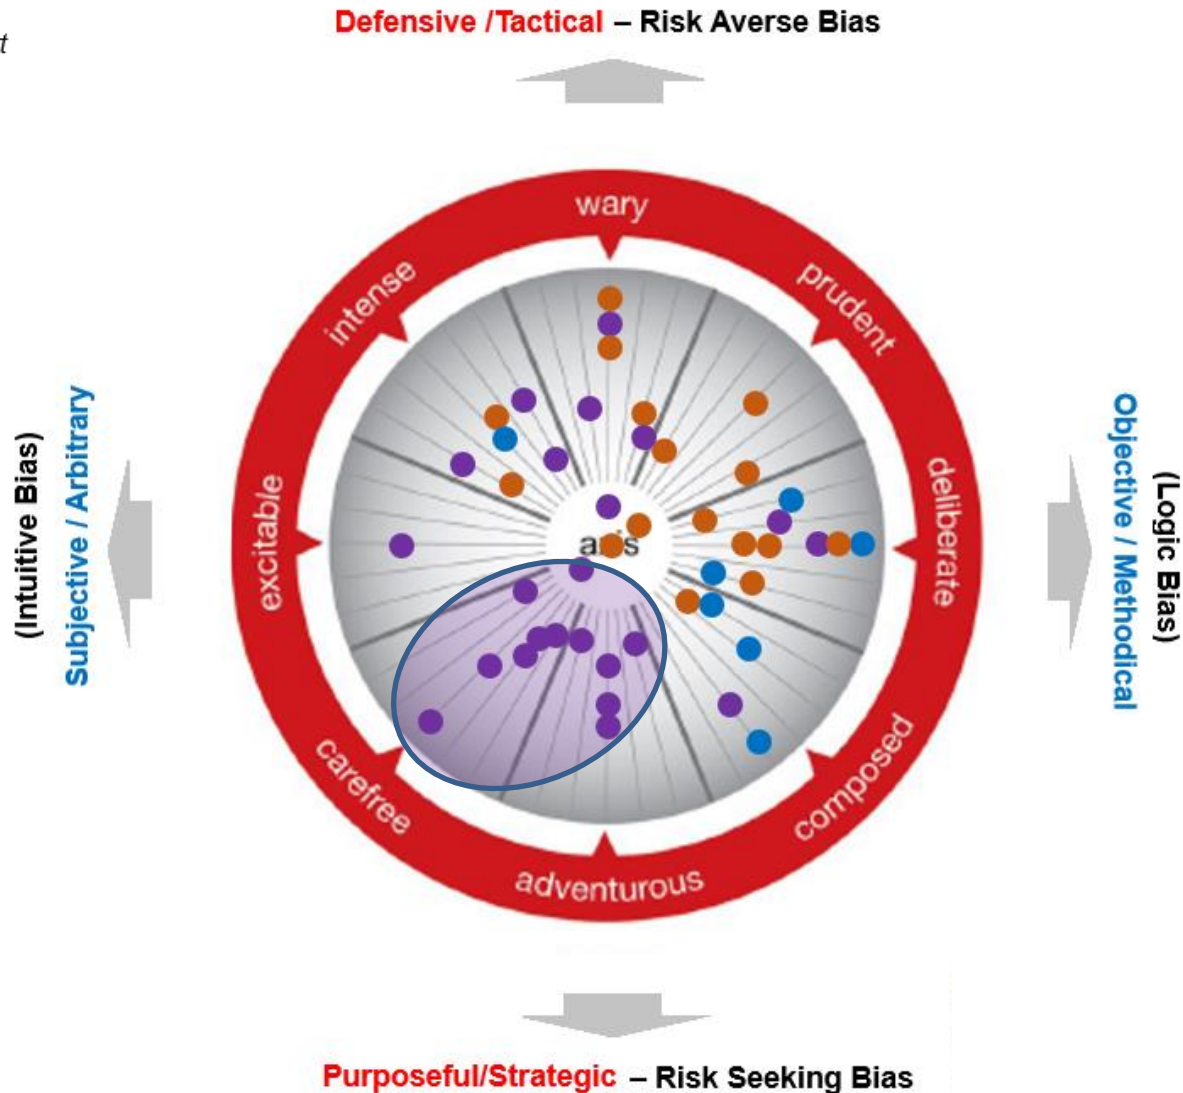 Defensive /Tactical – Risk Averse Bias
t
wary
intense
prudent
(Intuitive Bias)
Subjective / Arbitrary
excitable
axis
deliberate
Objective / Methodical
(Logic Bias)
carefree
composed
adventurous
Purposeful/Strategic – Risk Seeking Bias